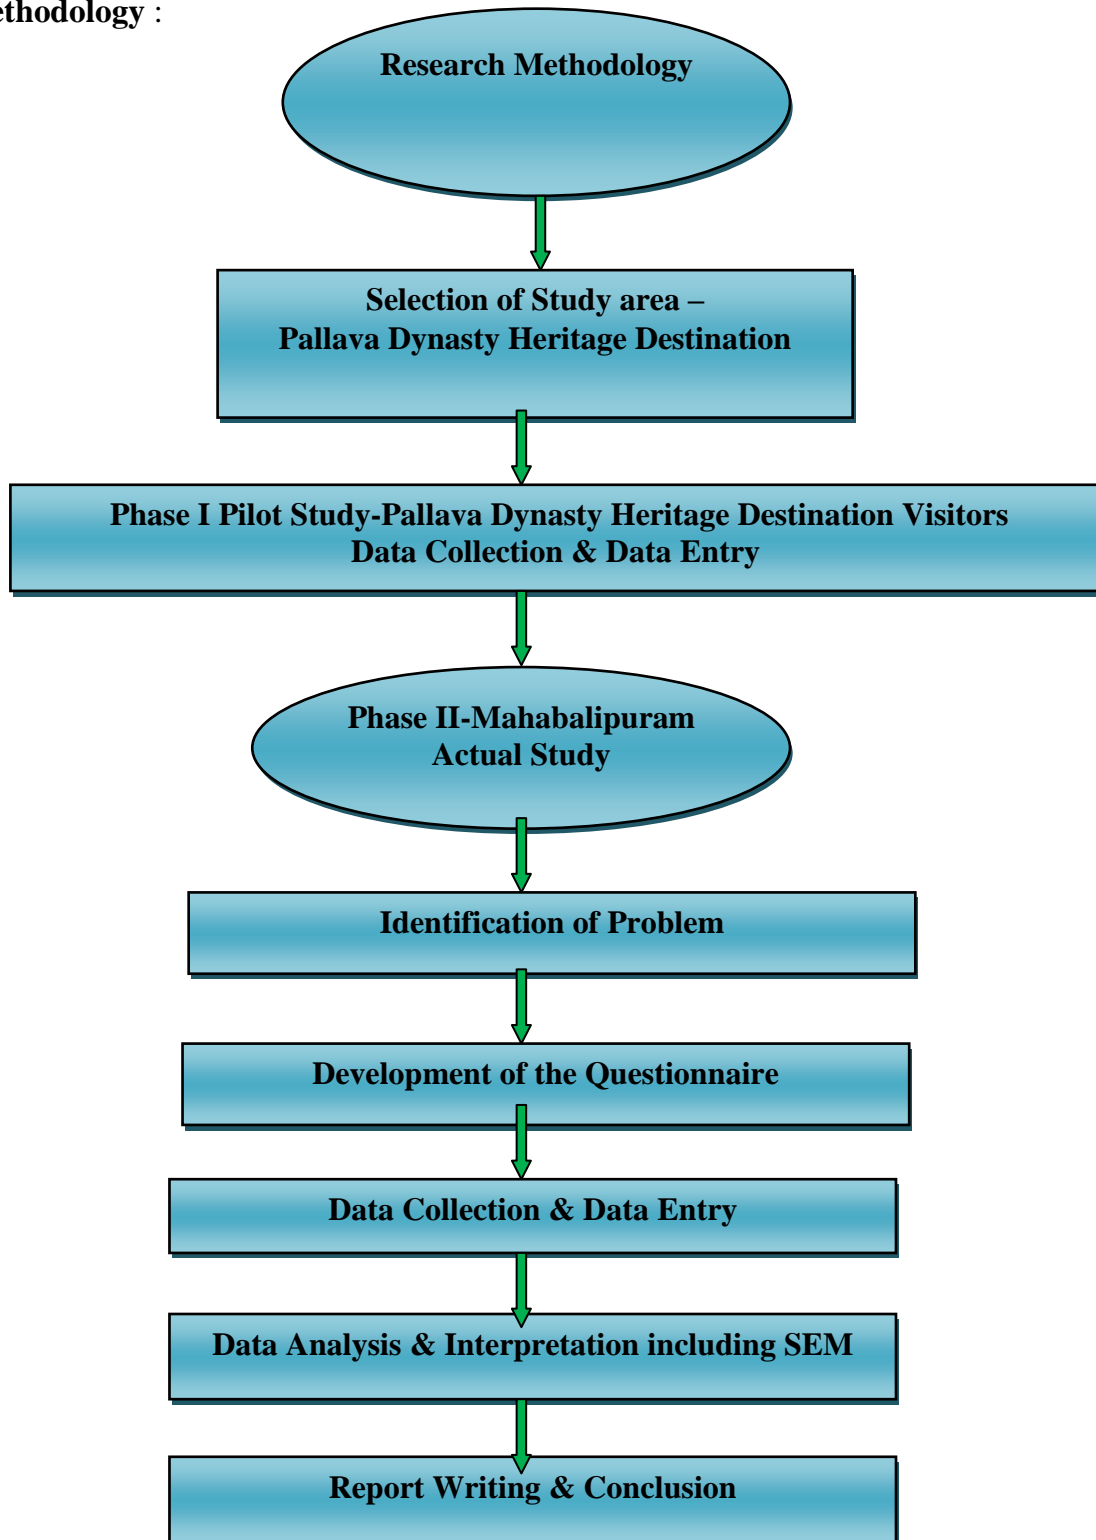 ethodology :
Research Methodology
Selection of Study area –
Pallava Dynasty Heritage Destination
Phase I Pilot Study-Pallava Dynasty Heritage Destination Visitors
Data Collection & Data Entry
Phase II-Mahabalipuram
Actual Study
Identification of Problem
Development of the Questionnaire
Data Collection & Data Entry
Data Analysis & Interpretation including SEM
Report Writing & Conclusion